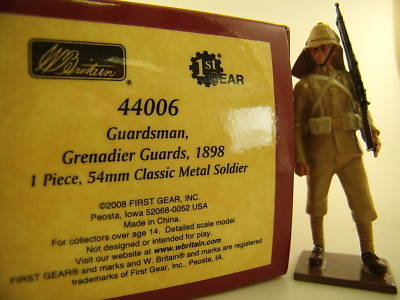 W. Britain
1st GEAR
44006
Guardsman,
Grenadier Guards, 1898
1 Piece, 54mm Classic Metal Soldier
©2008 FIRST GEAR, INC.
Peosta, Iowa 52068-0052 USA
Made in China.
For collectors over age 14. Detailed scale model.
Not designed or intended for play.
Visit our website at www.wbritain.com
FIRST GEAR® and marks and W. Britain® and marks are registered
trademarks of First Gear, Inc. Peosta, IA.